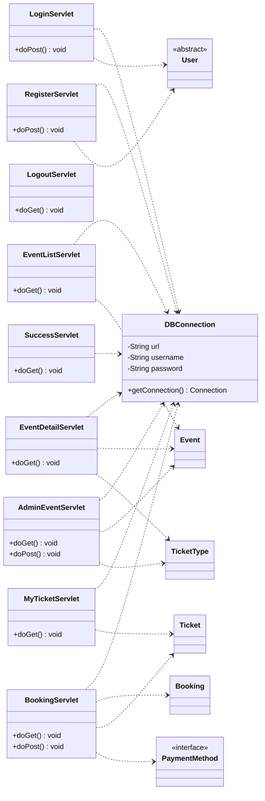 LoginServlet
+doPost() : void
«abstract»
User
RegisterServlet
+doPost() : void
LogoutServlet
+doGet() : void
EventListServlet
+doGet() : void
DBConnection
-String url
-String username
-String password
+getConnection() : Connection
SuccessServlet
+doGet() : void
EventDetailServlet
+doGet() : void
Event
AdminEventServlet
+doGet() : void
+doPost() : void
TicketType
MyTicketServlet
+doGet() : void
Ticket
BookingServlet
+doGet() : void
+doPost() : void
Booking
«interface»
PaymentMethod